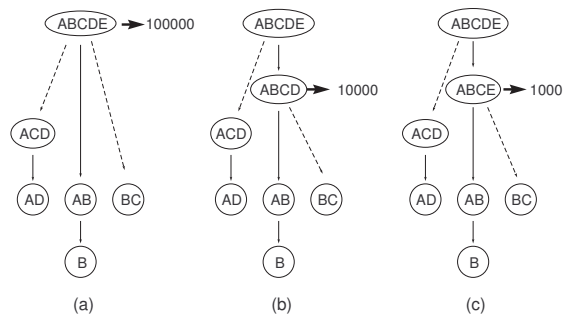 ABCDE 100000
ACD
AD AB BC
B
(a)
ABCDE
ABCD 10000
ACD
AD AB BC
B
(b)
ABCDE
ABCE 1000
ACD
AD AB BC
B
(c)